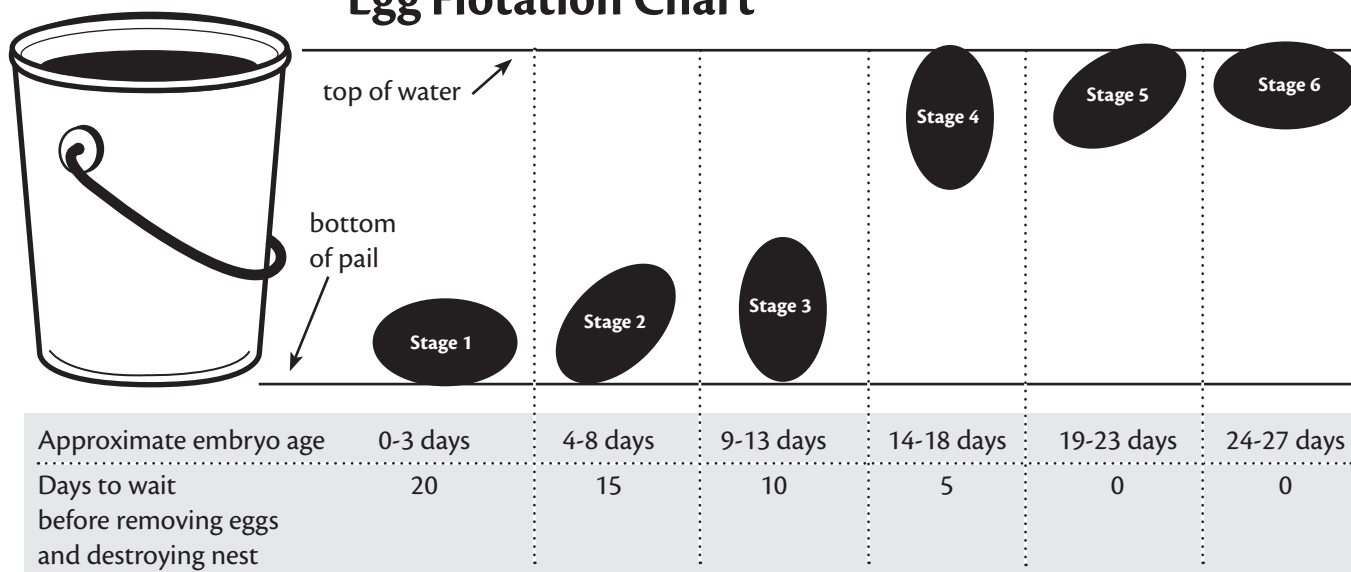 Egg Flotation Chart
top of water
bottom
of pail
Stage 1
Stage 2
Stage 3
Stage 4
Stage 5
Stage 6
Approximate embryo age 0-3 days 4-8 days 9-13 days 14-18 days 19-23 days 24-27 days
Days to wait 20 15 10 5 0 0
before removing eggs
and destroying nest